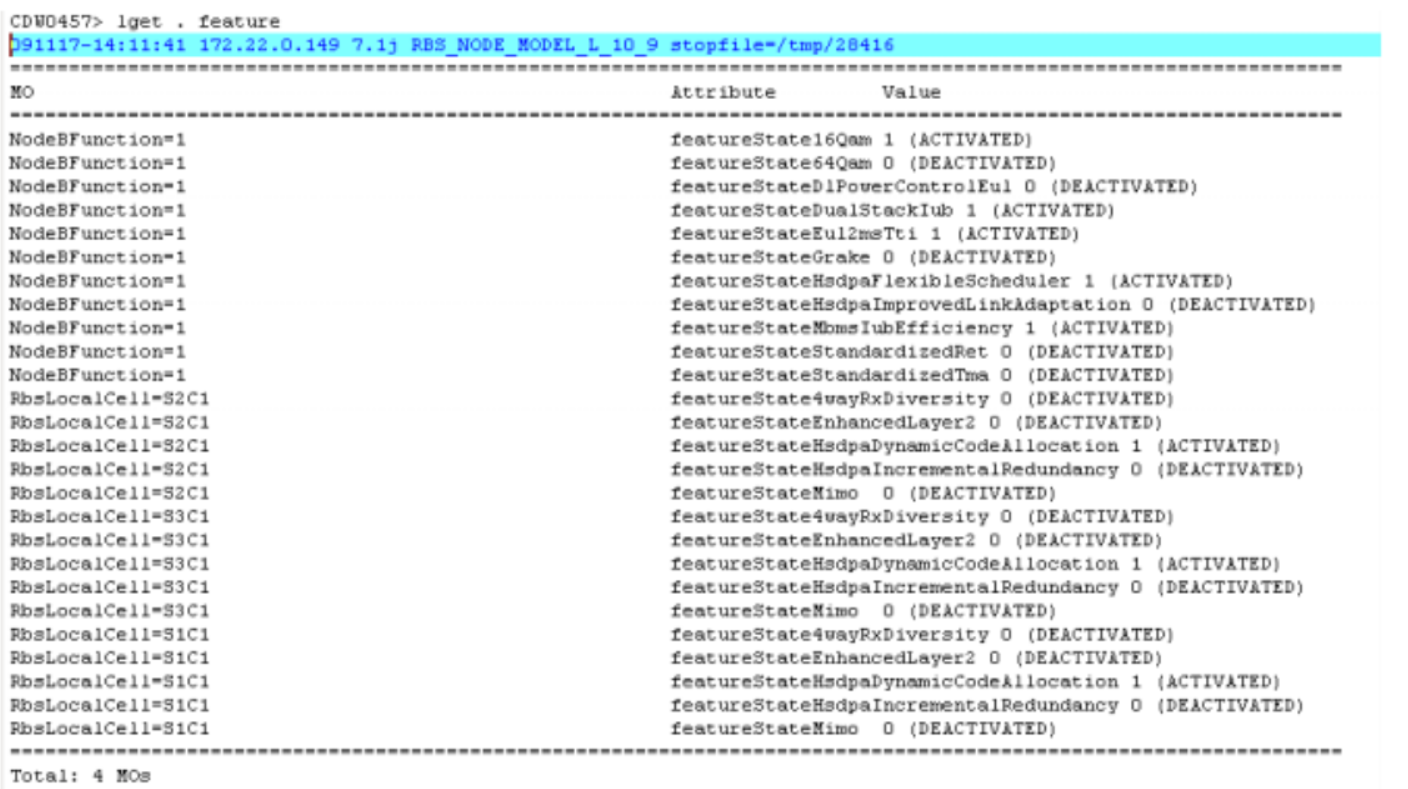 CDW0457> lget . feature
091117-14:11:41 172.22.0.149 7.1j RBS_NODE_MODEL_L_10_9 stopfile=/tmp/28416
=================================================================================================================
MO Attribute Value
=================================================================================================================
NodeBFunction=1 featureState16Qam 1 (ACTIVATED)
NodeBFunction=1 featureState64Qam 0 (DEACTIVATED)
NodeBFunction=1 featureStateDlPowerControlEul 0 (DEACTIVATED)
NodeBFunction=1 featureStateDualStackIub 1 (ACTIVATED)
NodeBFunction=1 featureStateEul2msTti 1 (ACTIVATED)
NodeBFunction=1 featureStateGrake 0 (DEACTIVATED)
NodeBFunction=1 featureStateHsdpaFlexibleScheduler 1 (ACTIVATED)
NodeBFunction=1 featureStateHsdpaImprovedLinkAdaptation 0 (DEACTIVATED)
NodeBFunction=1 featureStateMbmsIubEfficiency 1 (ACTIVATED)
NodeBFunction=1 featureStateStandardizedRet 0 (DEACTIVATED)
NodeBFunction=1 featureStateStandardizedTma 0 (DEACTIVATED)
RbsLocalCell=S2C1 featureState4wayRxDiversity 0 (DEACTIVATED)
RbsLocalCell=S2C1 featureStateEnhancedLayer2 0 (DEACTIVATED)
RbsLocalCell=S2C1 featureStateHsdpaDynamicCodeAllocation 1 (ACTIVATED)
RbsLocalCell=S2C1 featureStateHsdpaIncrementalRedundancy 0 (DEACTIVATED)
RbsLocalCell=S2C1 featureStateMimo 0 (DEACTIVATED)
RbsLocalCell=S3C1 featureState4wayRxDiversity 0 (DEACTIVATED)
RbsLocalCell=S3C1 featureStateEnhancedLayer2 0 (DEACTIVATED)
RbsLocalCell=S3C1 featureStateHsdpaDynamicCodeAllocation 1 (ACTIVATED)
RbsLocalCell=S3C1 featureStateHsdpaIncrementalRedundancy 0 (DEACTIVATED)
RbsLocalCell=S3C1 featureStateMimo 0 (DEACTIVATED)
RbsLocalCell=S1C1 featureState4wayRxDiversity 0 (DEACTIVATED)
RbsLocalCell=S1C1 featureStateEnhancedLayer2 0 (DEACTIVATED)
RbsLocalCell=S1C1 featureStateHsdpaDynamicCodeAllocation 1 (ACTIVATED)
RbsLocalCell=S1C1 featureStateHsdpaIncrementalRedundancy 0 (DEACTIVATED)
RbsLocalCell=S1C1 featureStateMimo 0 (DEACTIVATED)
=================================================================================================================
Total: 4 MOs